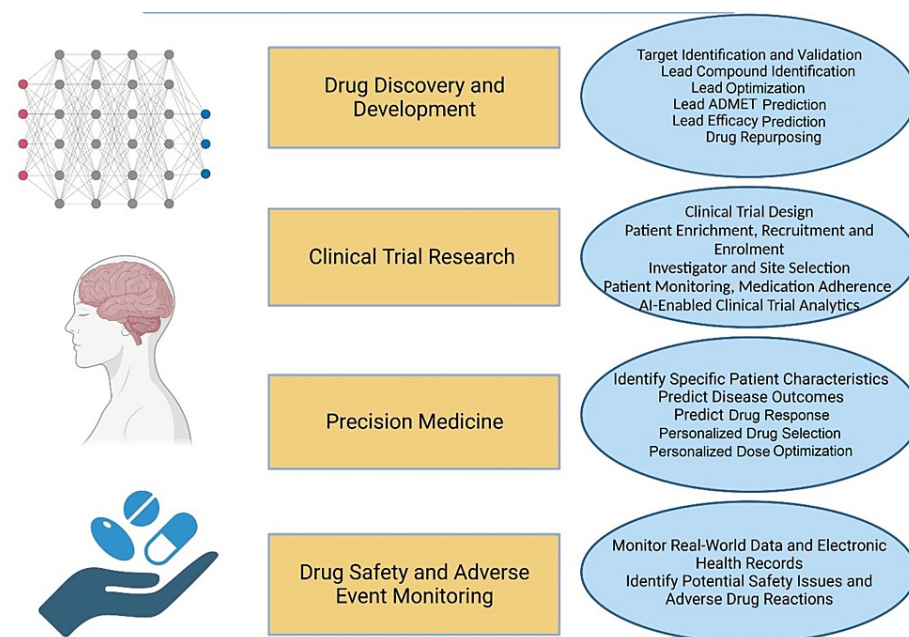 Drug Discovery and
Development
Target Identification and Validation
Lead Compound Identification
Lead Optimization
Lead ADMET Prediction
Lead Efficacy Prediction
Drug Repurposing
Clinical Trial Research
Clinical Trial Design
Patient Enrichment, Recruitment and
Enrolment
Investigator and Site Selection
Patient Monitoring, Medication Adherence
AI-Enabled Clinical Trial Analytics
Precision Medicine
Identify Specific Patient Characteristics
Predict Disease Outcomes
Predict Drug Response
Personalized Drug Selection
Personalized Dose Optimization
Drug Safety and Adverse
Event Monitoring
Monitor Real-World Data and Electronic
Health Records
Identify Potential Safety Issues and
Adverse Drug Reactions